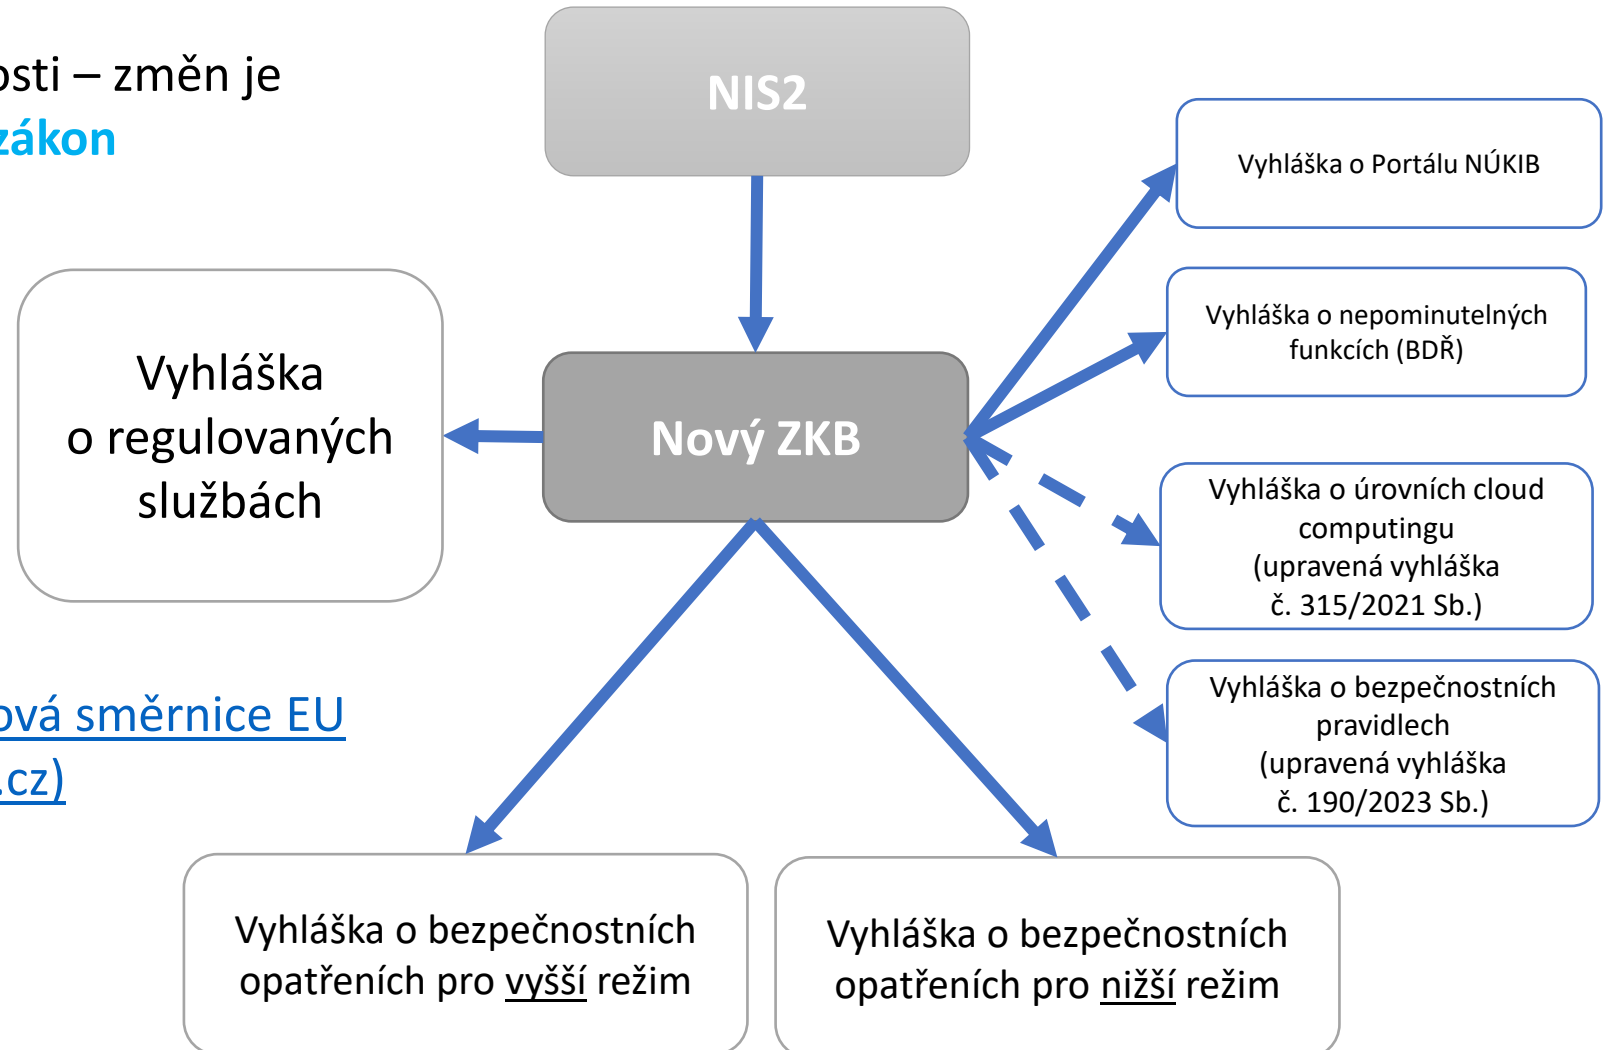 osti – změn je
zákon
NIS2
Vyhláška o Portálu NÚKIB
Vyhláška o nepominutelných
funkcích (BDŘ)
Vyhláška
o regulovaných
službách
Nový ZKB
Vyhláška o úrovních cloud
computingu
(upravená vyhláška
č. 315/2021 Sb.)
Vyhláška o bezpečnostních
pravidlech
(upravená vyhláška
č. 190/2023 Sb.)
ová směrnice EU
.cz)
Vyhláška o bezpečnostních
opatřeních pro vyšší režim
Vyhláška o bezpečnostních
opatřeních pro nižší režim